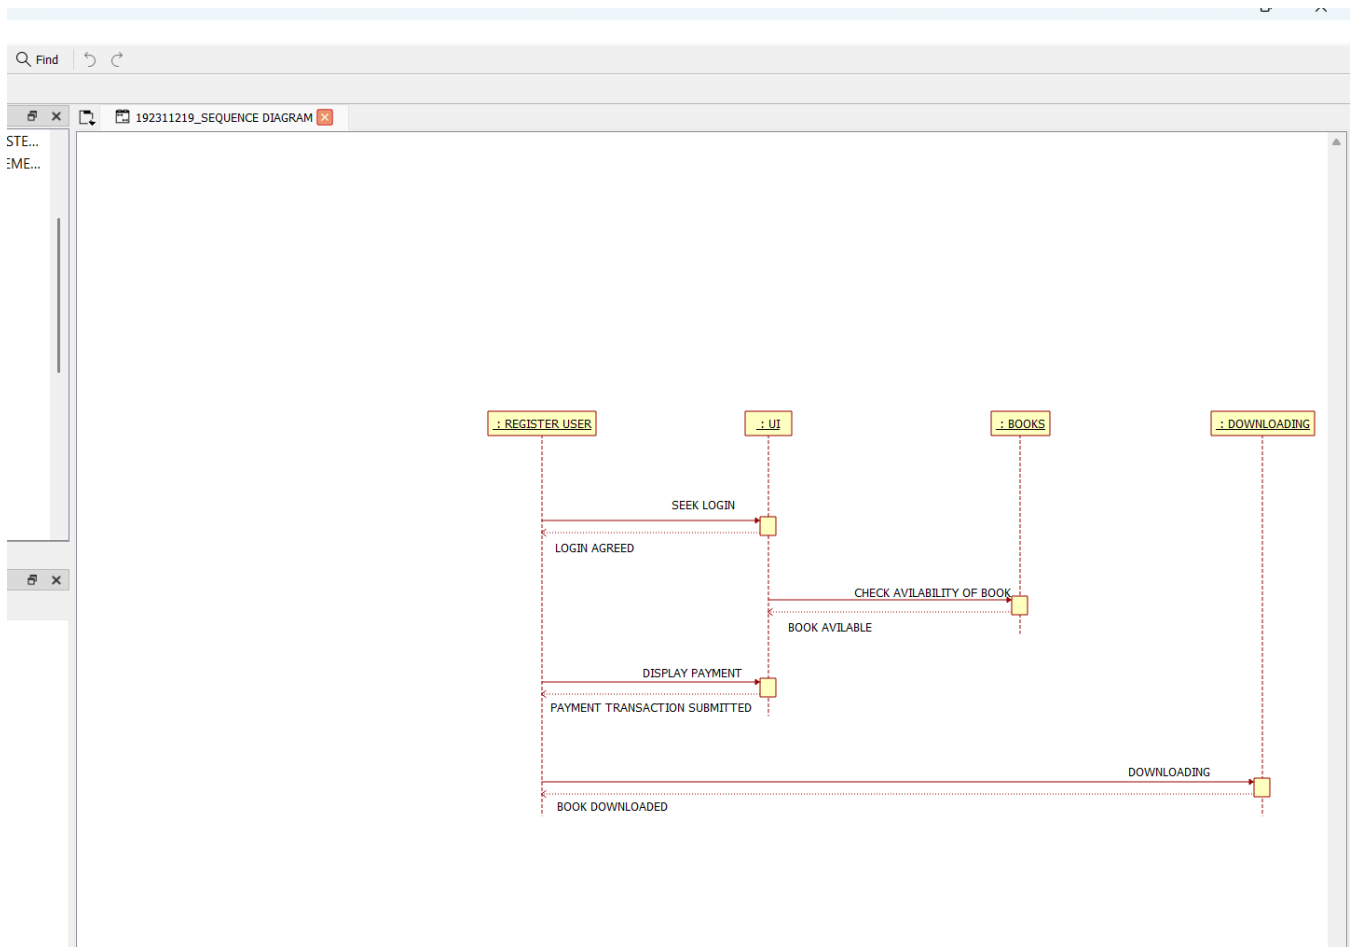 Find
192311219_SEQUENCE DIAGRAM
STE...
EME...
: REGISTER USER
: UI
: BOOKS
: DOWNLOADING
SEEK LOGIN
LOGIN AGREED
CHECK AVILABILITY OF BOOK
BOOK AVILABLE
DISPLAY PAYMENT
PAYMENT TRANSACTION SUBMITTED
DOWNLOADING
BOOK DOWNLOADED